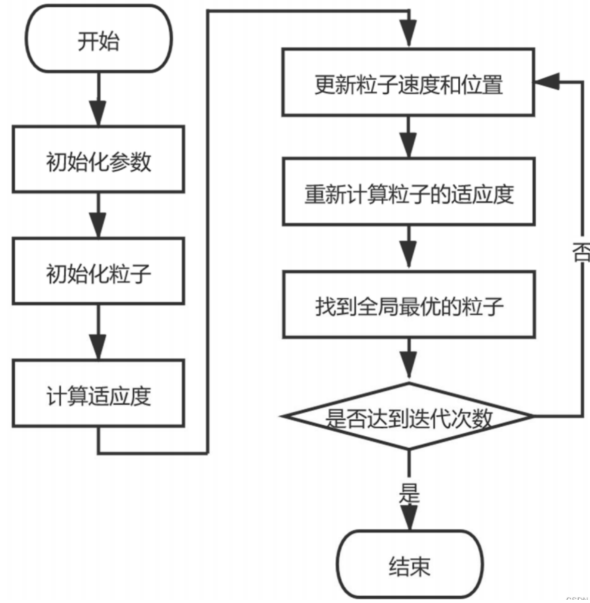 开始
初始化参数
初始化粒子
计算适应度
更新粒子速度和位置
重新计算粒子的适应度
找到全局最优的粒子
是否达到迭代次数
否
是
结束